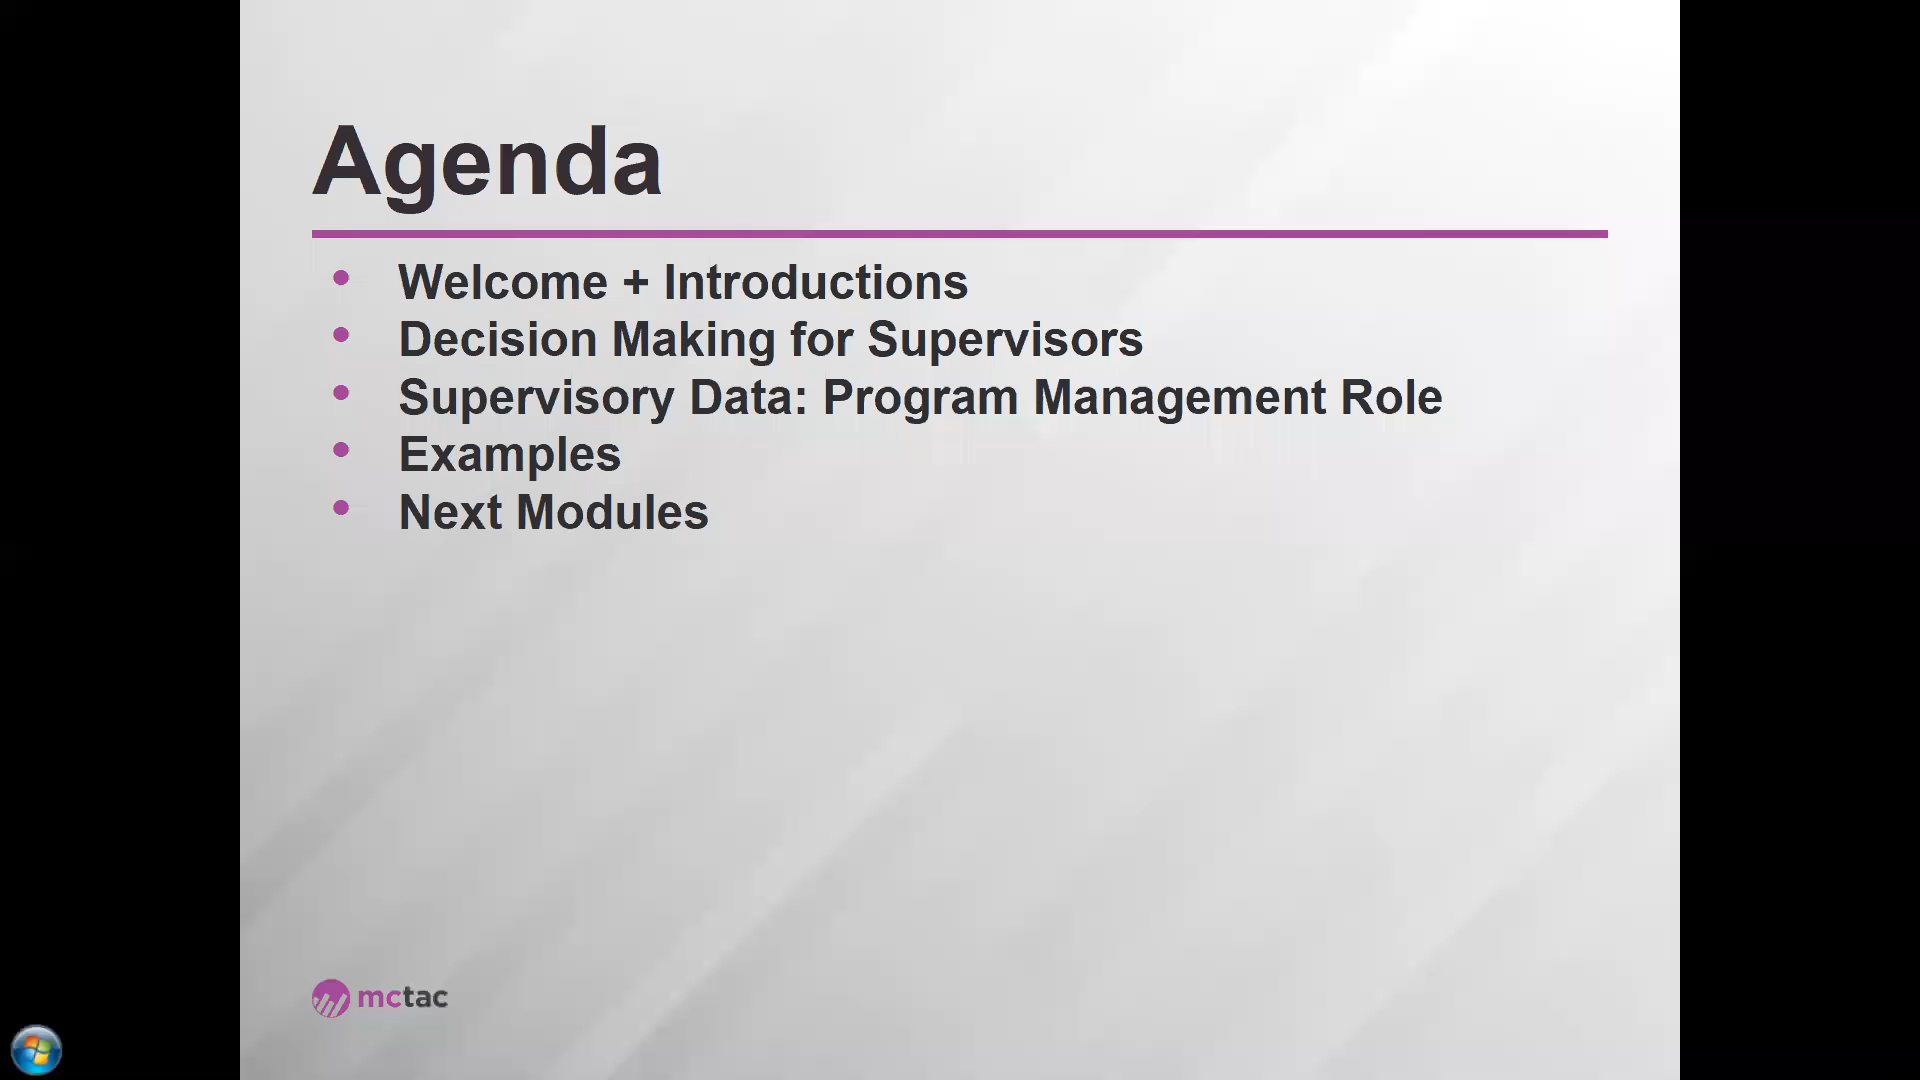 Agenda
• Welcome + Introductions
• Decision Making for Supervisors
• Supervisory Data: Program Management Role
• Examples
• Next Modules
mctac